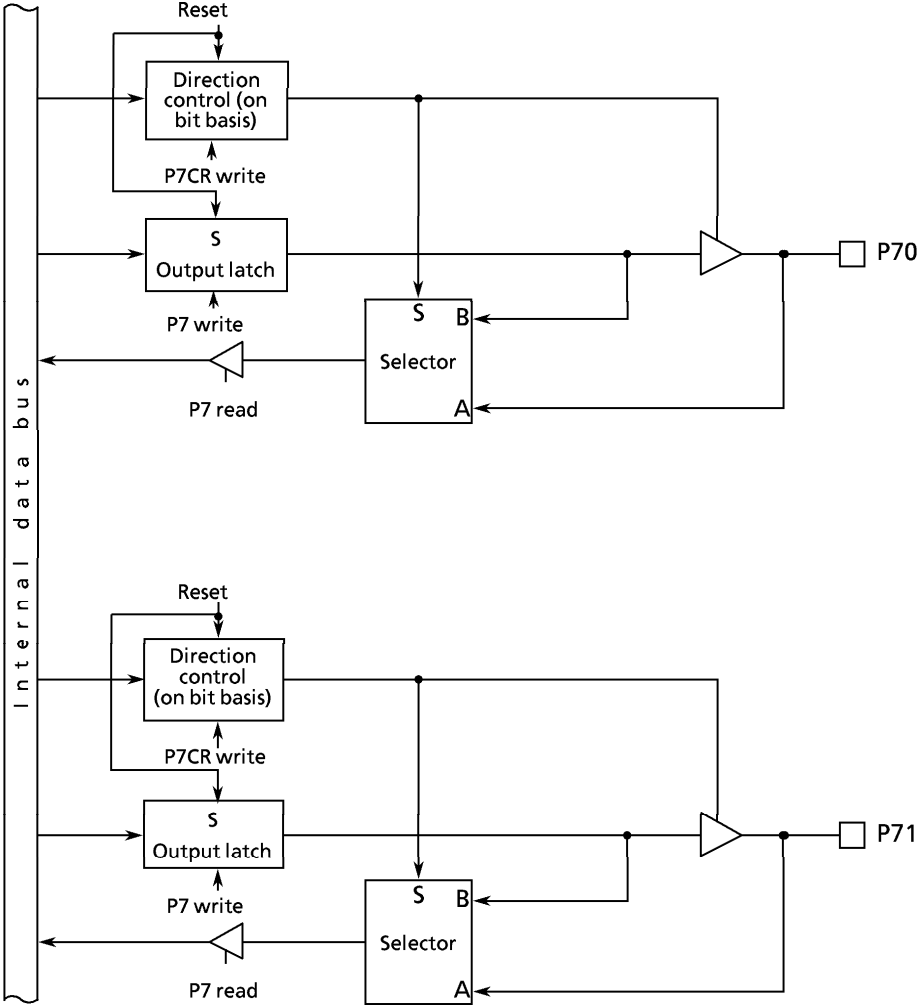 Reset
Direction
control (on
bit basis)
P7CR write
S
Output latch
P7 write
P70
S
B
Selector
A
P7 read
Internal data bus
Reset
Direction
control
(on bit basis)
P7CR write
S
Output latch
P7 write
P71
S
B
Selector
A
P7 read